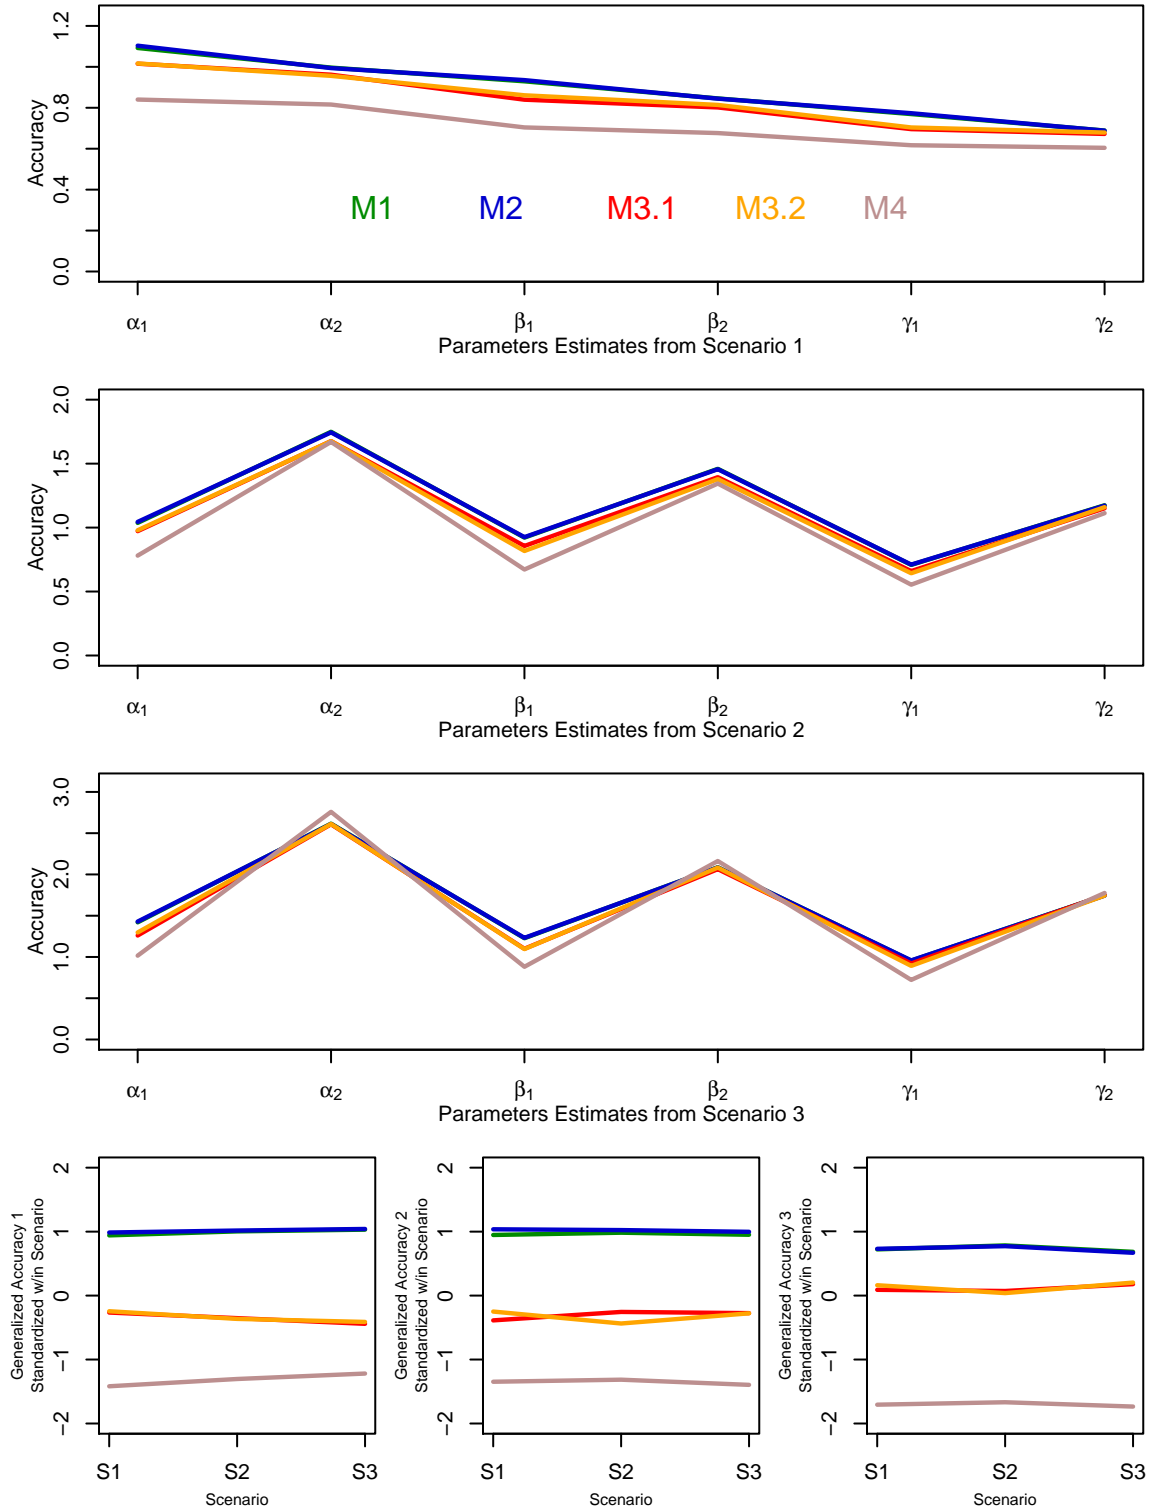 Accuracy
0.0 0.4 0.8 1.2
M1 M2 M3.1 M3.2 M4
α1 α2 β1 β2 γ1 γ2
Parameters Estimates from Scenario 1
Accuracy
0.0 0.5 1.0 1.5 2.0
α1 α2 β1 β2 γ1 γ2
Parameters Estimates from Scenario 2
Accuracy
0.0 1.0 2.0 3.0
α1 α2 β1 β2 γ1 γ2
Parameters Estimates from Scenario 3
Generalized Accuracy 1
Standardized w/in Scenario
−2 −1 0 1 2
S1 S2 S3
Scenario
Generalized Accuracy 2
Standardized w/in Scenario
−2 −1 0 1 2
S1 S2 S3
Scenario
Generalized Accuracy 3
Standardized w/in Scenario
−2 −1 0 1 2
S1 S2 S3
Scenario